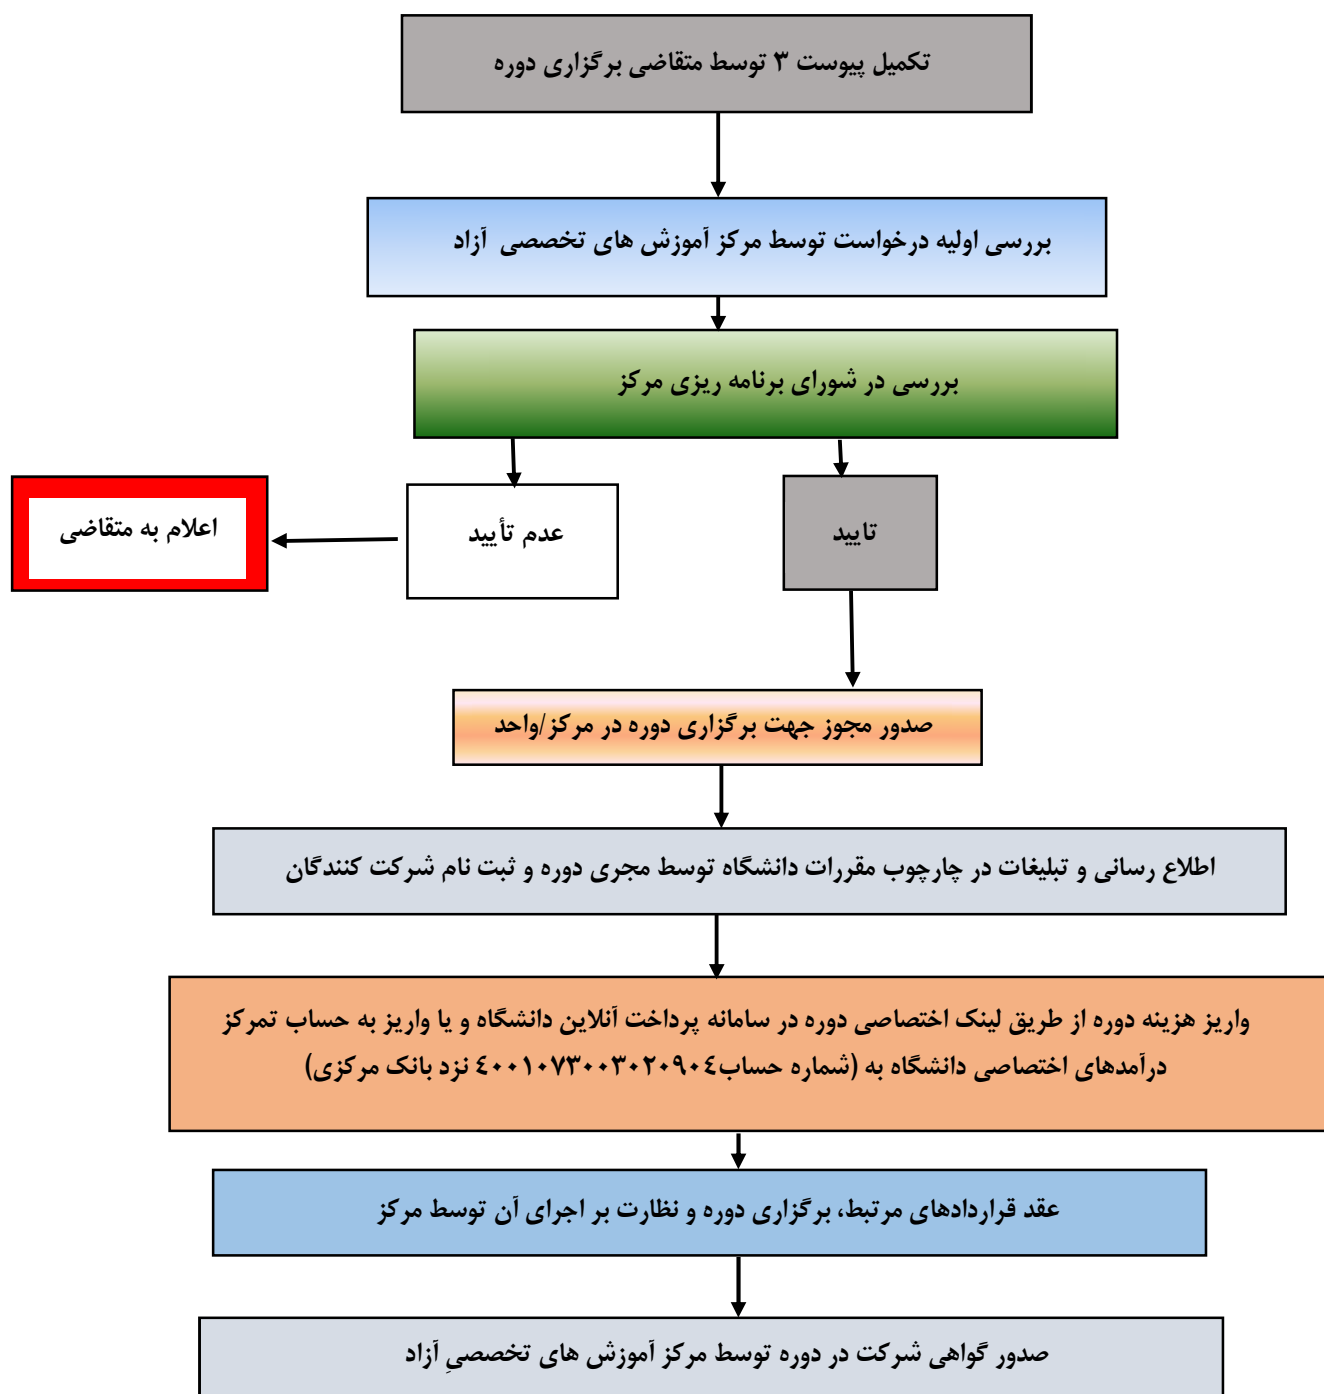 تکمیل پیوست ۳ توسط متقاضی برگزاری دوره
بررسی اولیه درخواست توسط مرکز آموزش های تخصصی آزاد
بررسی در شورای برنامه ریزی مرکز
تایید
عدم تأیید
اعلام به متقاضی
صدور مجوز جهت برگزاری دوره در مرکز/واحد
اطلاع رسانی و تبلیغات در چارچوب مقررات دانشگاه توسط مجری دوره و ثبت نام شرکت کنندگان
واریز هزینه دوره از طریق لینک اختصاصی دوره در سامانه پرداخت آنلاین دانشگاه و یا واریز به حساب تمرکز
درآمدهای اختصاصی دانشگاه به (شماره حساب٤٠٠١٠٧٣٠٠٣٠٢٠٩٠٤ نزد بانک مرکزی)
عقد قراردادهای مرتبط، برگزاری دوره و نظارت بر اجرای آن توسط مرکز
صدور گواهی شرکت در دوره توسط مرکز آموزش های تخصصیِ آزاد